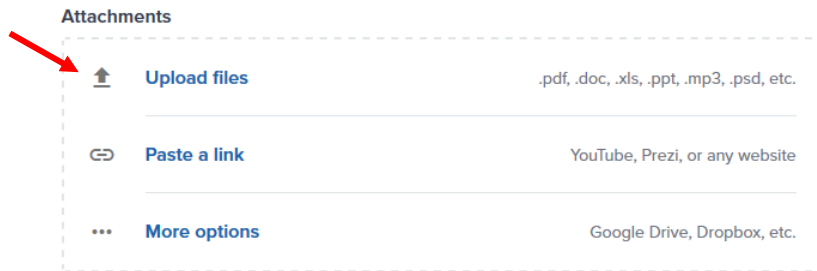 Attachments
Upload files .pdf, .doc, .xls, .ppt, .mp3, .psd, etc.
Paste a link YouTube, Prezi, or any website
More options Google Drive, Dropbox, etc.